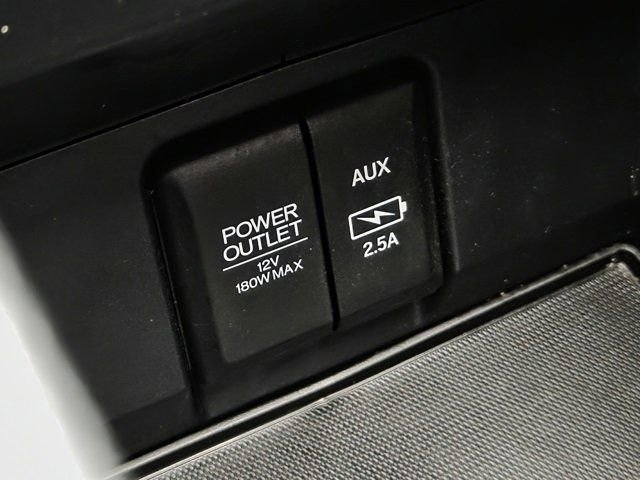 POWER
OUTLET
12V
180W MAX
AUX
2.5A